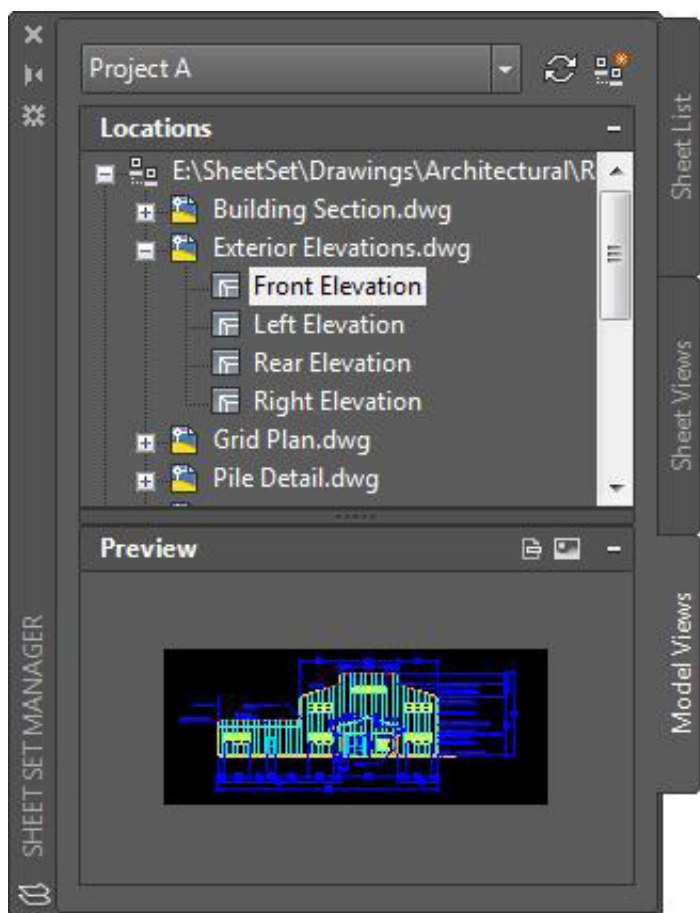 Project A
Locations
E:\SheetSet\Drawings\Architectural\R
Building Section.dwg
Exterior Elevations.dwg
Front Elevation
Left Elevation
Rear Elevation
Right Elevation
Grid Plan.dwg
Pile Detail.dwg
Preview
SHEET SET MANAGER
Sheet List
Sheet Views
Model Views